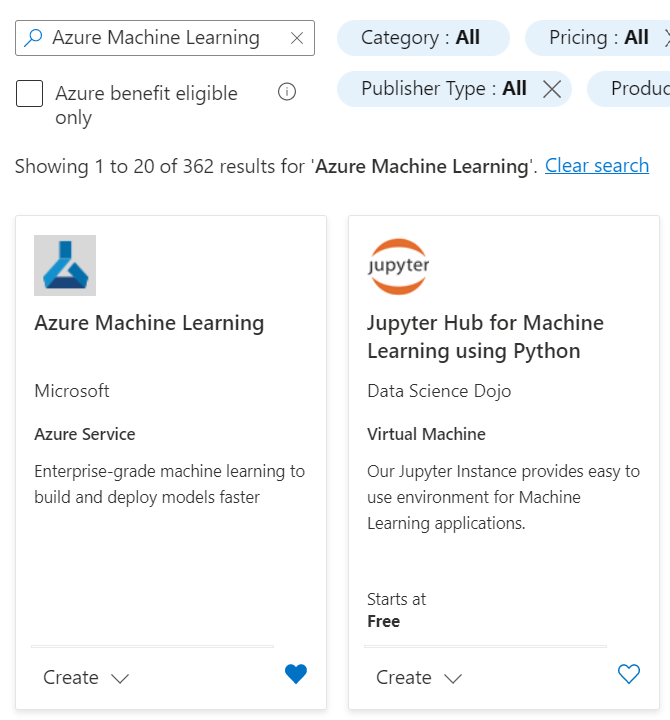 Azure Machine Learning
Category : All
Pricing : All
Azure benefit eligible
only
Publisher Type : All
Produc
Showing 1 to 20 of 362 results for 'Azure Machine Learning'. Clear search
Azure Machine Learning
Microsoft
Azure Service
Enterprise-grade machine learning to
build and deploy models faster
Create
jupyter
Jupyter Hub for Machine
Learning using Python
Data Science Dojo
Virtual Machine
Our Jupyter Instance provides easy to
use environment for Machine
Learning applications.
Starts at
Free
Create